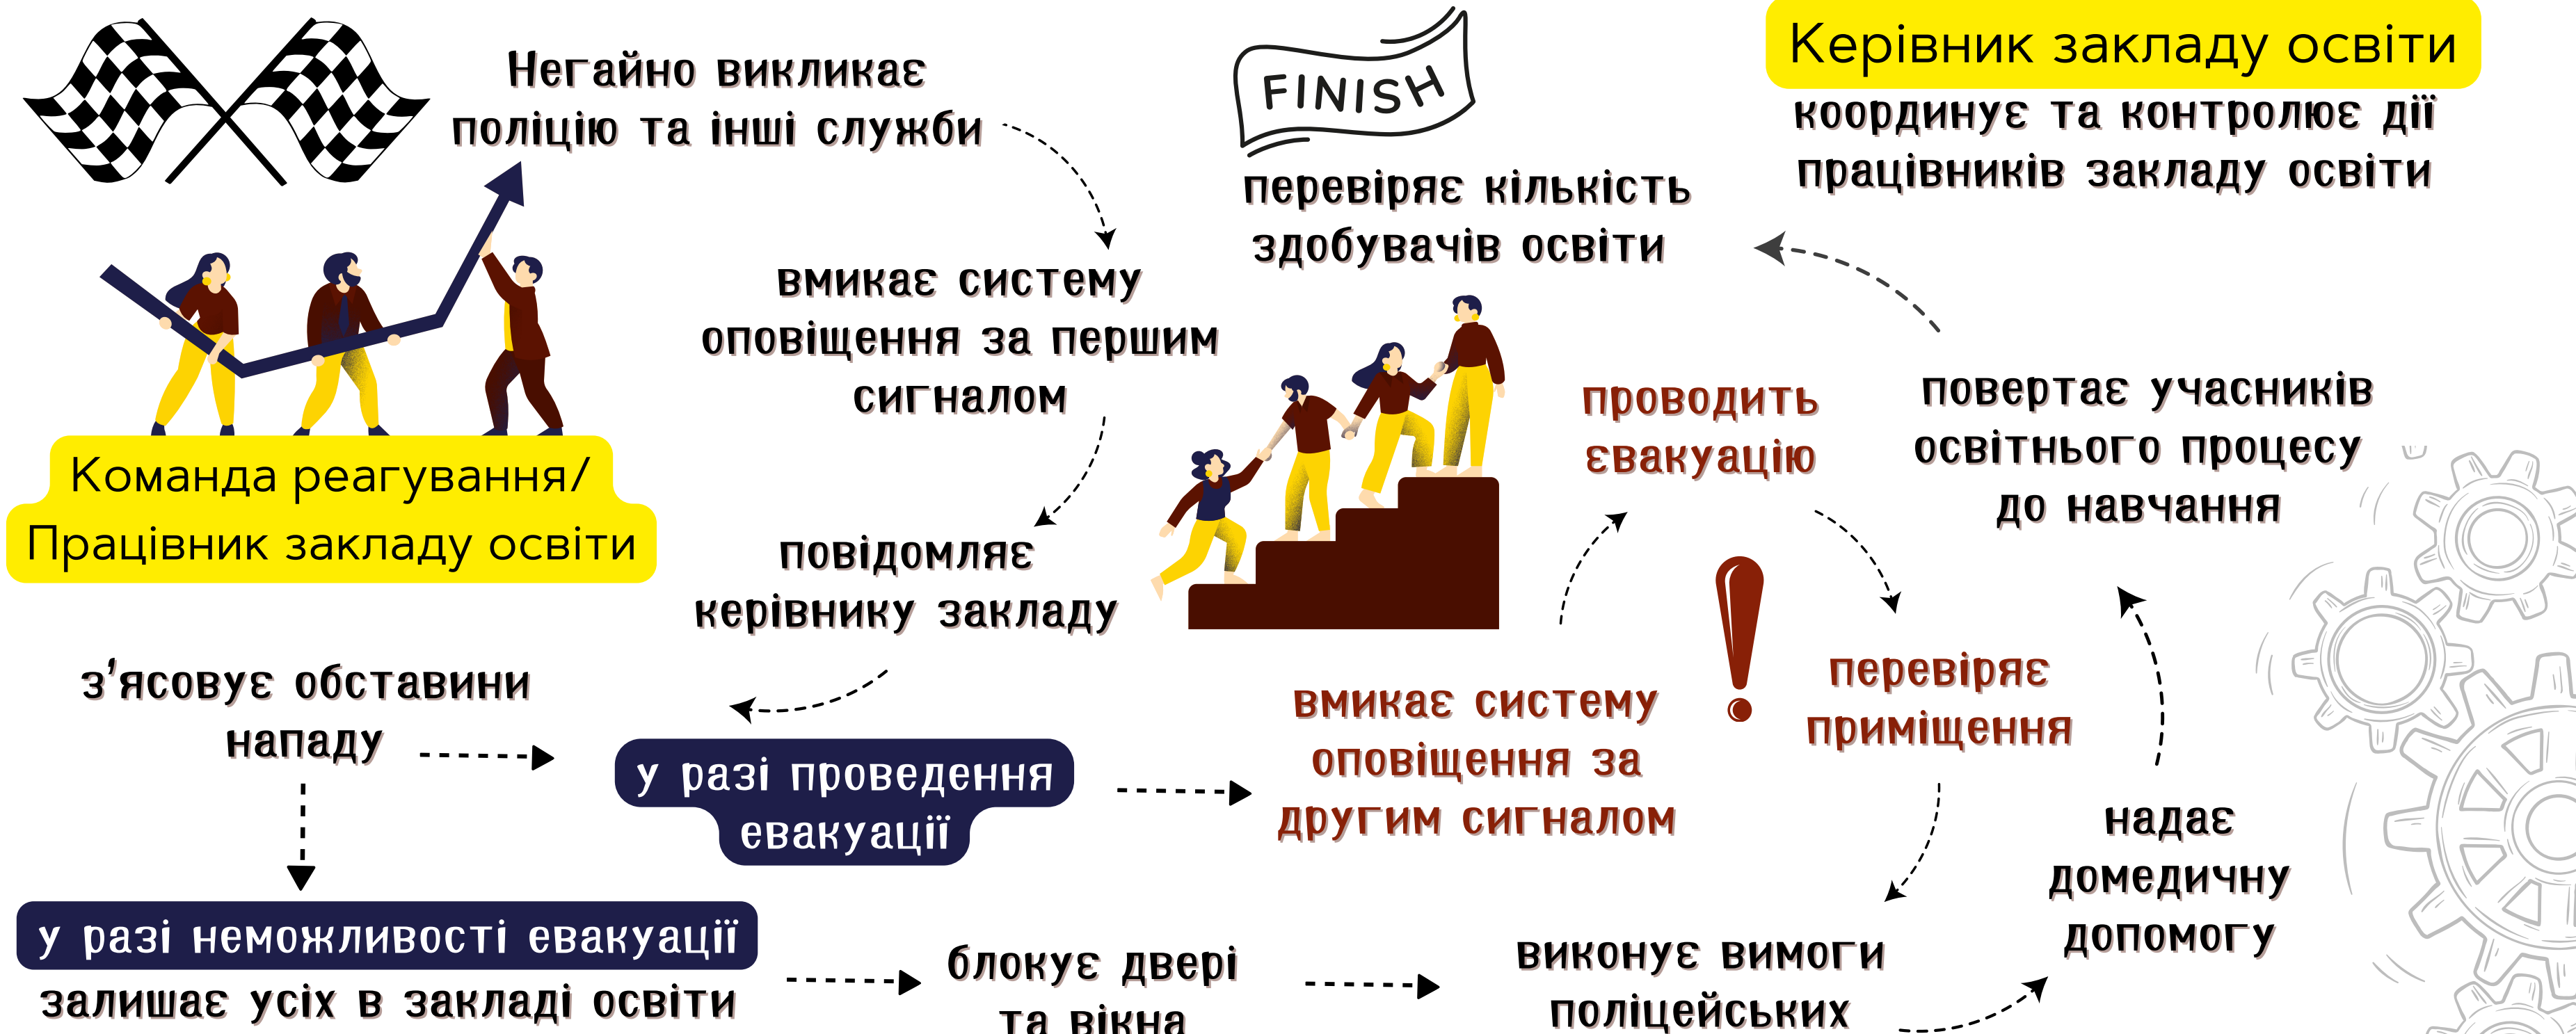 Негайно викликає
поліцію та інші служби
вмикає систему
оповіщення за першим
сигналом
повідомляє
керівнику закладу
Команда реагування/
Працівник закладу освіти
з'ясовує обставини
нападу
у разі проведення
евакуації
у разі неможливості евакуації
залишає усіх в закладі освіти
блокує двері
та вікна
вмикає систему
оповіщення за
другим сигналом
проводить
євакуацію
перевіряє
приміщення
виконує вимоги
поліцейських
надає
домедичну
допомогу
повертає учасників
освітнього процесу
до навчання
FINISH
перевіряє кількість
здобувачів освіти
Керівник закладу освіти
координує та контролює дії
працівників закладу освіти